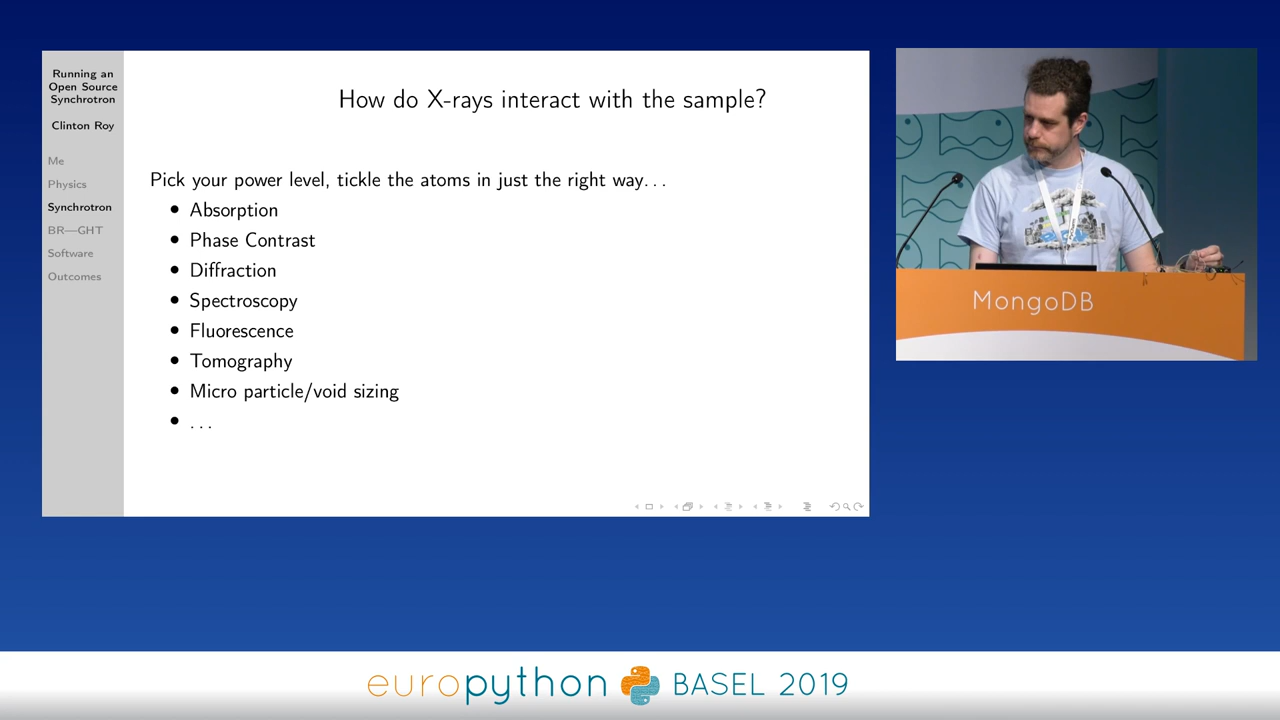 Running an
Open Source
Synchrotron
Clinton Roy
Me
Physics
Synchrotron
BR—GHT
Software
Outcomes
How do X-rays interact with the sample?
Pick your power level, tickle the atoms in just the right way...
• Absorption
• Phase Contrast
• Diffraction
• Spectroscopy
• Fluorescence
• Tomography
• Micro particle/void sizing
• ...
MongoDB
europython BASEL 2019